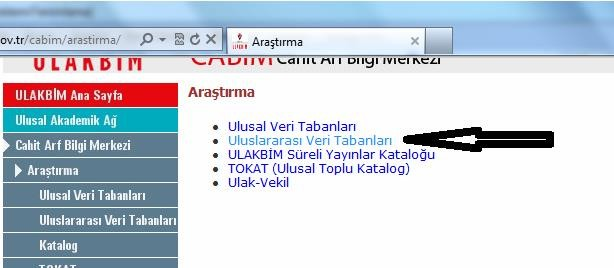 ov.tr/cabim/arastirma/
Araştırma
ULAKBİM
CABİM Cahit Arf Bilgi Merkezi
ULAKBİM Ana Sayfa
Ulusal Akademik Ağ
Cahit Arf Bilgi Merkezi
Araştırma
Ulusal Veri Tabanları
Uluslararası Veri Tabanları
Katalog
TOKAT
Araştırma
Ulusal Veri Tabanları
Uluslararası Veri Tabanları
ULAKBİM Süreli Yayınlar Kataloğu
TOKAT (Ulusal Toplu Katalog)
Ulak-Vekil